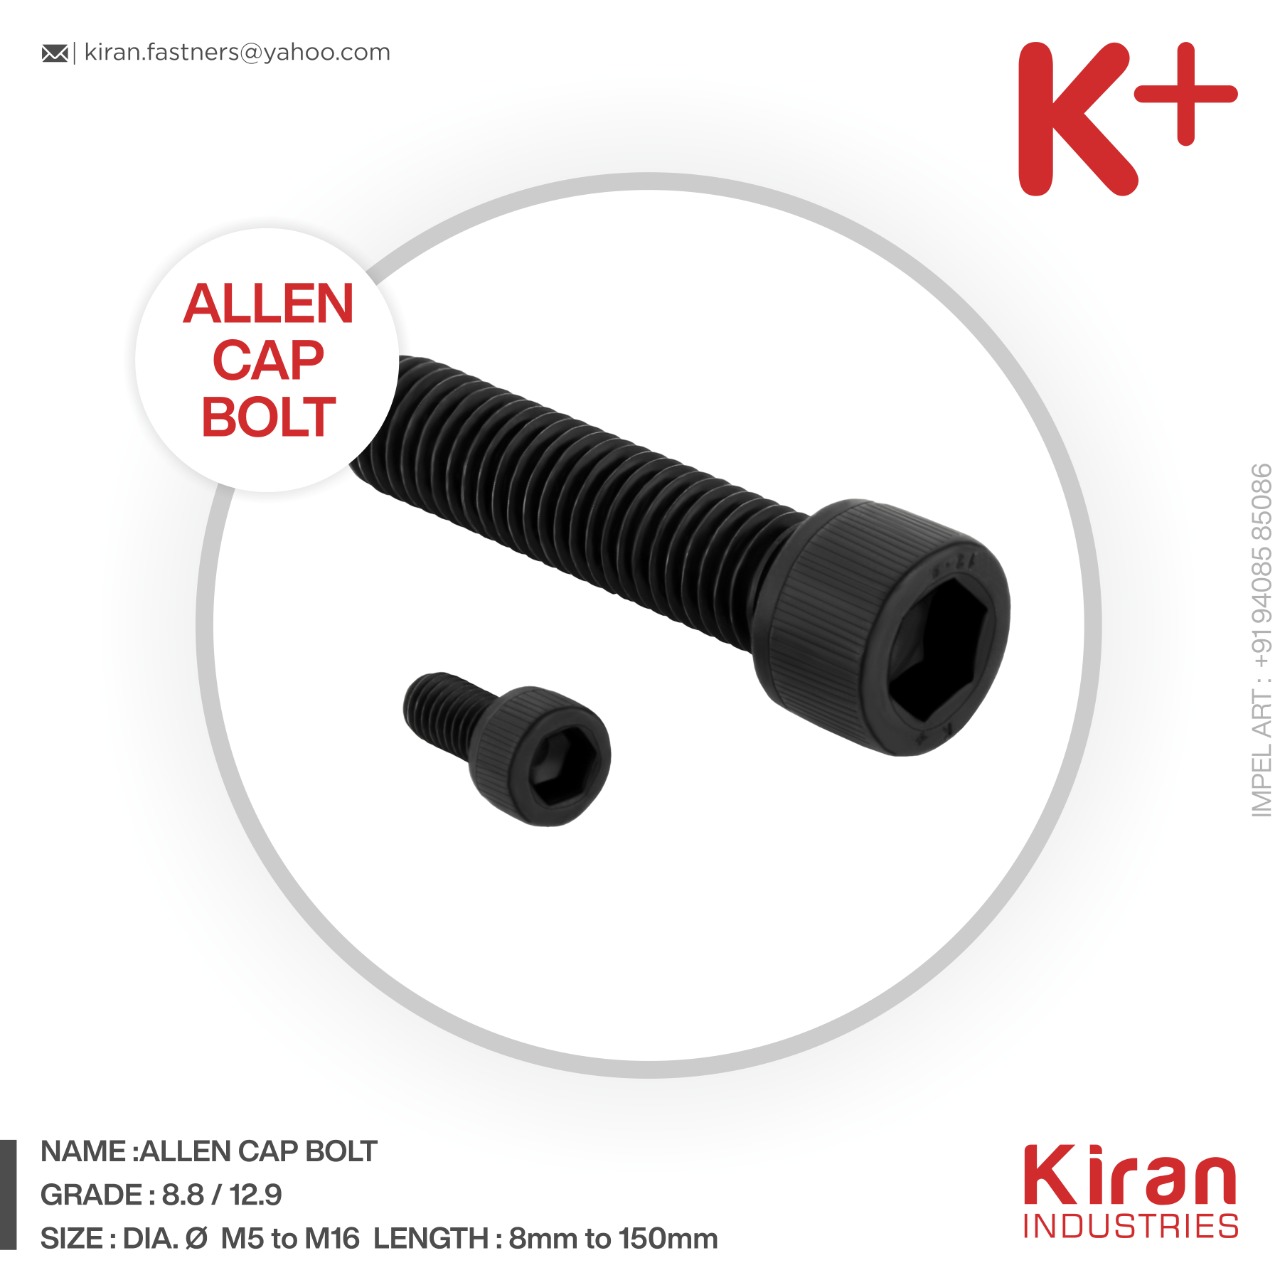 kiran.fastners@yahoo.com
K+
ALLEN
CAP
BOLT
IMPEL ART : +91 94085 85086
NAME :ALLEN CAP BOLT
GRADE : 8.8 / 12.9
SIZE : DIA. Ø M5 to M16 LENGTH : 8mm to 150mm
Kiran
INDUSTRIES